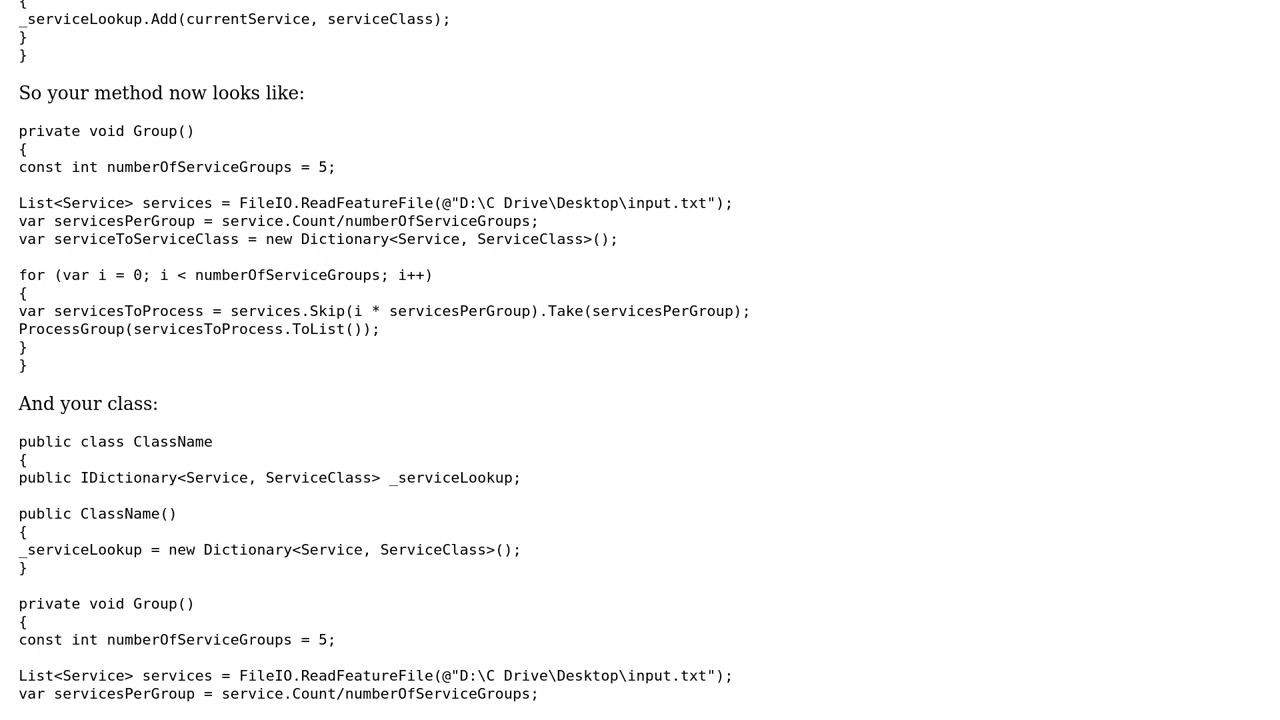 {
_serviceLookup.Add(currentService, serviceClass);
}
}
So your method now looks like:
private void Group()
{
const int numberOfServiceGroups = 5;
List<Service> services = FileIO.ReadFeatureFile(@"D:\C Drive\Desktop\input.txt");
var servicesPerGroup = service.Count/numberOfServiceGroups;
var serviceToServiceClass = new Dictionary<Service, ServiceClass>();
for (var i = 0; i < numberOfServiceGroups; i++)
{
var servicesToProcess = services.Skip(i * servicesPerGroup).Take(servicesPerGroup);
ProcessGroup(servicesToProcess.ToList());
}
}
And your class:
public class ClassName
{
public IDictionary<Service, ServiceClass> _serviceLookup;
public ClassName()
{
_serviceLookup = new Dictionary<Service, ServiceClass>();
}
private void Group()
{
const int numberOfServiceGroups = 5;
List<Service> services = FileIO.ReadFeatureFile(@"D:\C Drive\Desktop\input.txt");
var servicesPerGroup = service.Count/numberOfServiceGroups;